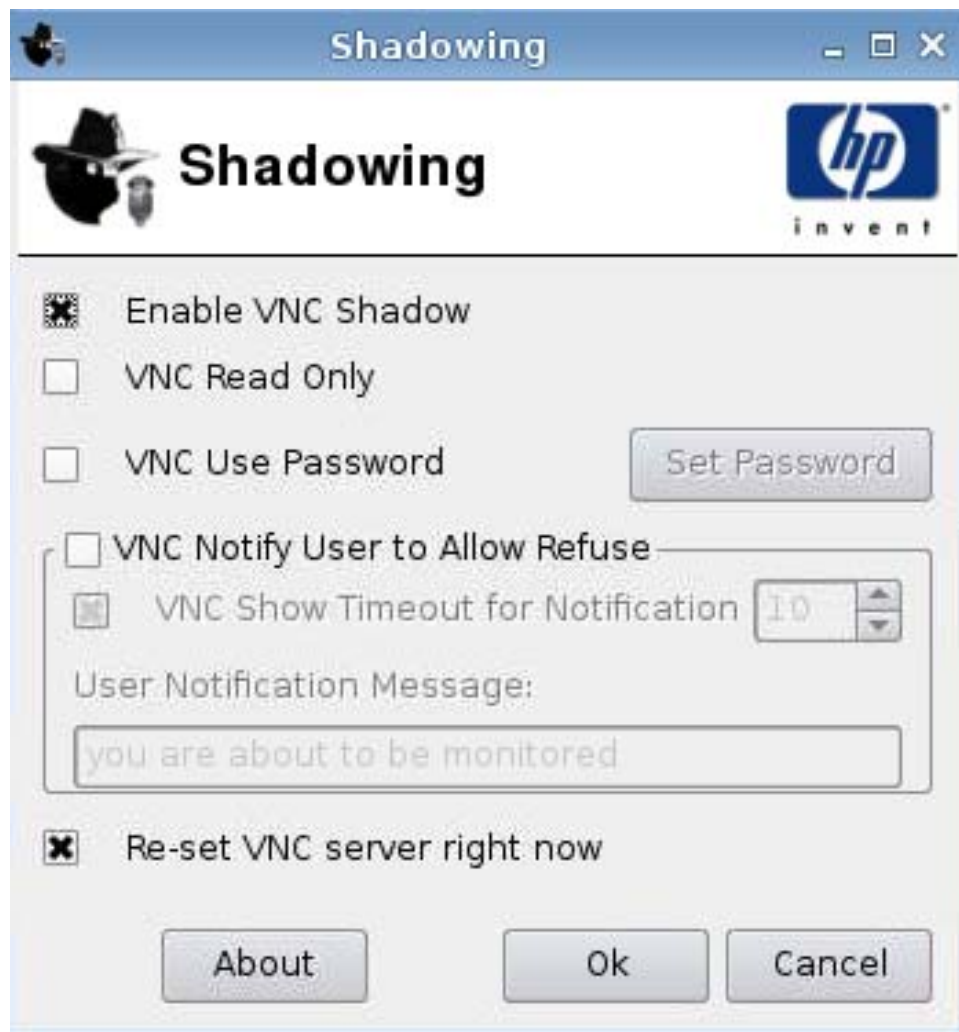 Shadowing
Shadowing
hp
invent
Enable VNC Shadow
VNC Read Only
VNC Use Password
Set Password
VNC Notify User to Allow Refuse
VNC Show Timeout for Notification 10
User Notification Message:
you are about to be monitored
Re-set VNC server right now
About
Ok
Cancel